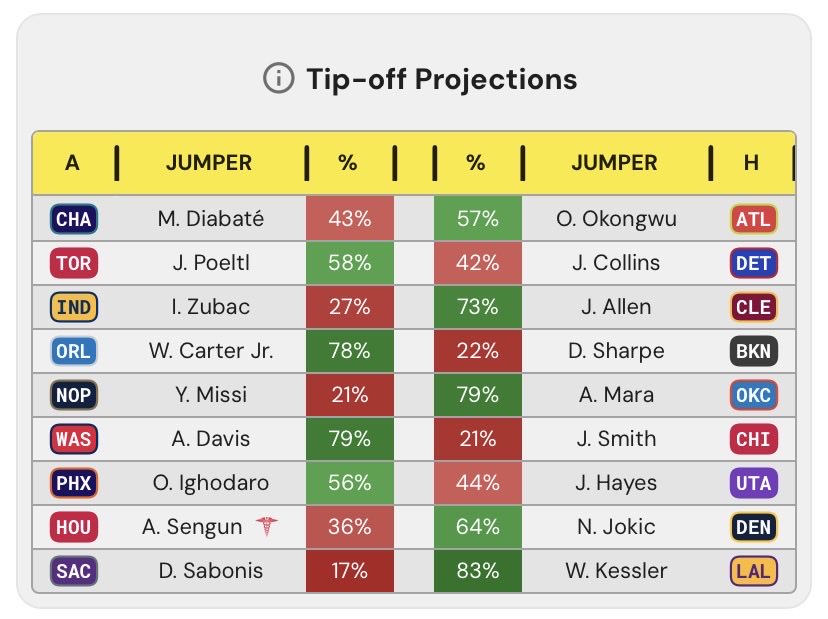 Tip-off Projections
A JUMPER % % JUMPER H
CHA M. Diabaté 43% 57% O. Okongwu ATL
TOR J. Poeltl 58% 42% J. Collins DET
IND I. Zubac 27% 73% J. Allen CLE
ORL W. Carter Jr. 78% 22% D. Sharpe BKN
NOP Y. Missi 21% 79% A. Mara OKC
WAS A. Davis 79% 21% J. Smith CHI
PHX O. Ighodaro 56% 44% J. Hayes UTA
HOU A. Sengun 36% 64% N. Jokic DEN
SAC D. Sabonis 17% 83% W. Kessler LAL